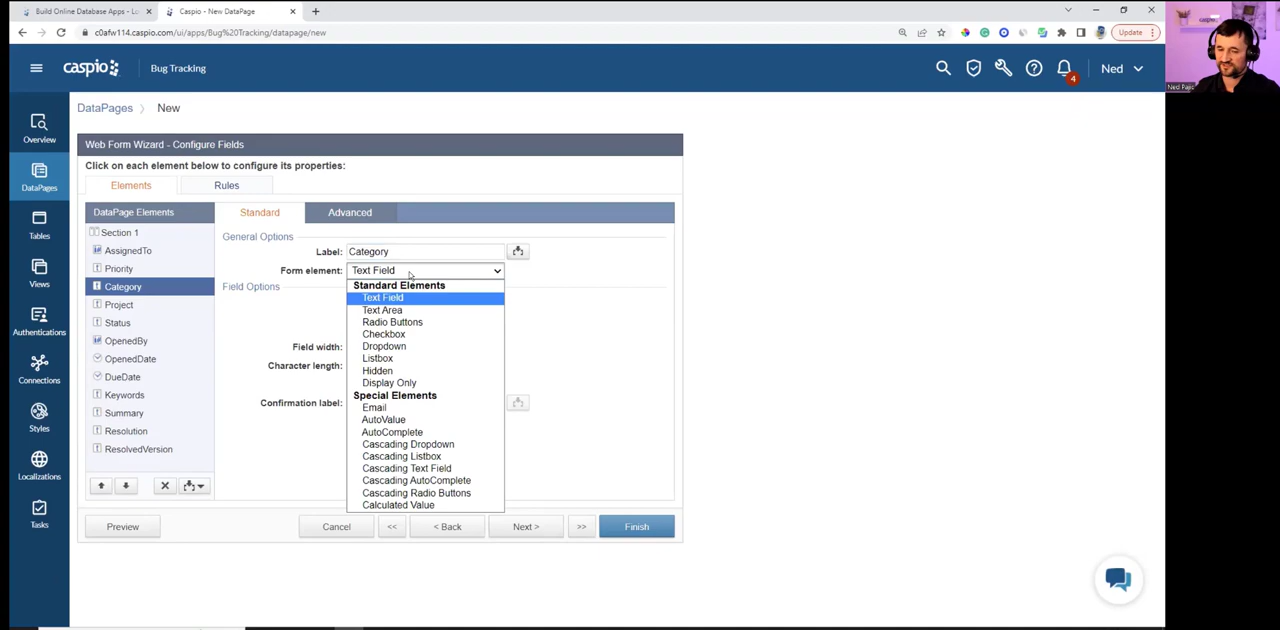 Build Online Database Apps - Lo
Caspio - New DataPage
c0afw114.caspio.com/ui/apps/Bug%20Tracking/datapage/new
Update
caspio
Bug Tracking
4
Ned
Ned Pajic
Overview
DataPages
Tables
Views
Authentications
Connections
Styles
Localizations
Tasks
DataPages
New
Web Form Wizard - Configure Fields
Click on each element below to configure its properties:
Elements
Rules
DataPage Elements
Standard
Advanced
Section 1
AssignedTo
Priority
Category
Project
Status
OpenedBy
OpenedDate
DueDate
Keywords
Summary
Resolution
ResolvedVersion
General Options
Label: Category
Form element: Text Field
Field Options
Field width:
Character length:
Confirmation label:
Standard Elements
Text Field
Text Area
Radio Buttons
Checkbox
Dropdown
Listbox
Hidden
Display Only
Special Elements
Email
AutoValue
AutoComplete
Cascading Dropdown
Cascading Listbox
Cascading Text Field
Cascading AutoComplete
Cascading Radio Buttons
Calculated Value
Preview
Cancel
<<
< Back
Next >
>>
Finish